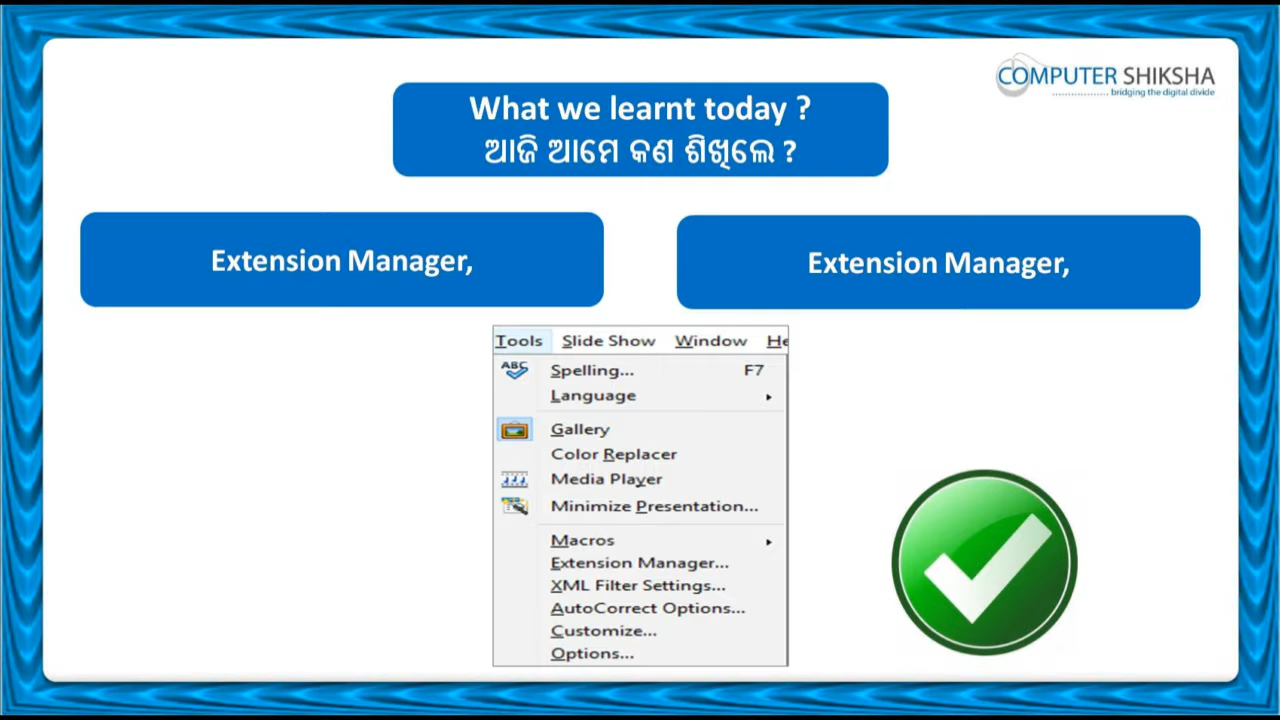 COMPUTER SHIKSHA
bridging the digital divide
What we learnt today ?
ଆଜି ଆମେ କଣ ଶିଖିଲେ ?
Extension Manager,
Extension Manager,
Tools Slide Show Window He
ABC Spelling... F7
Language
Gallery
Color Replacer
Media Player
Minimize Presentation...
Macros
Extension Manager...
XML Filter Settings...
AutoCorrect Options...
Customize...
Options...